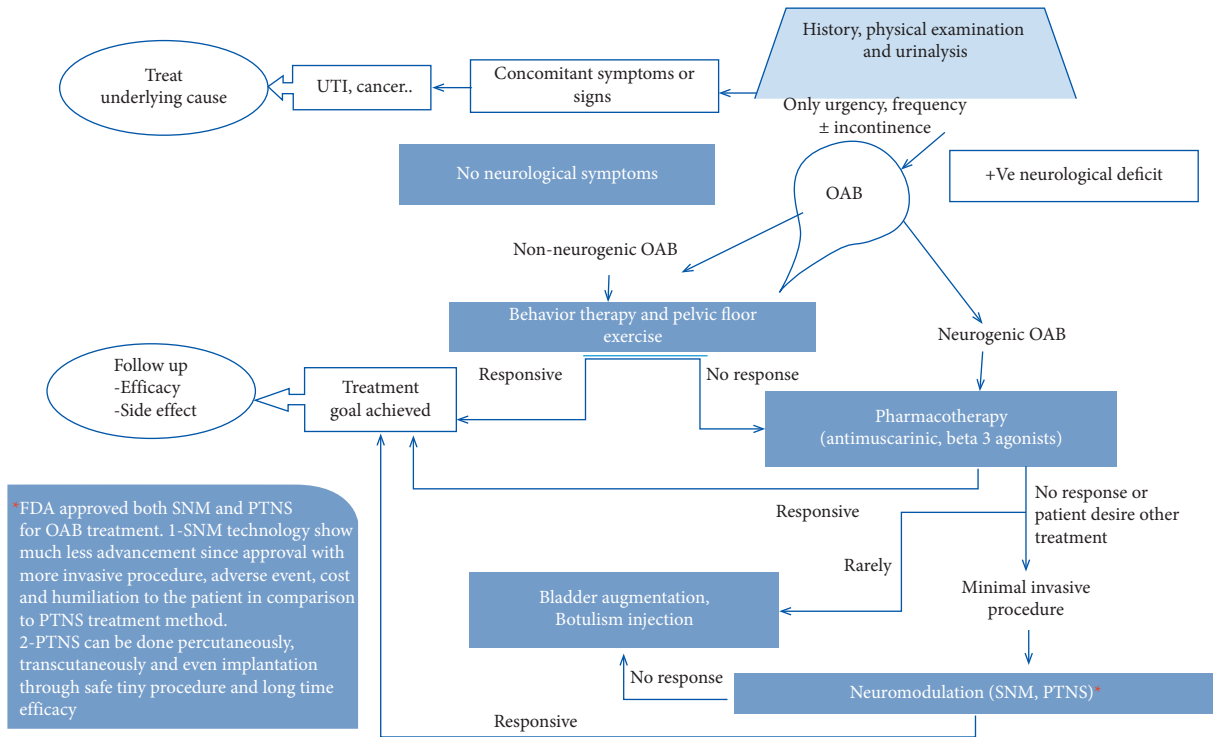 History, physical examination
and urinalysis
Treat
underlying cause
UTI, cancer..
Concomitant symptoms or
signs
Only urgency, frequency
± incontinence
No neurological symptoms
OAB
+Ve neurological deficit
Non-neurogenic OAB
Behavior therapy and pelvic floor
exercise
Neurogenic OAB
Follow up
-Efficacy
-Side effect
Treatment
goal achieved
Responsive
No response
Pharmacotherapy
(antimuscarinic, beta 3 agonists)
*FDA approved both SNM and PTNS
for OAB treatment. 1-SNM technology show
much less advancement since approval with
more invasive procedure, adverse event, cost
and humiliation to the patient in comparison
to PTNS treatment method.
2-PTNS can be done percutaneously,
transcutaneously and even implantation
through safe tiny procedure and long time
efficacy
Responsive
No response or
patient desire other
treatment
Rarely
Bladder augmentation,
Botulism injection
Minimal invasive
procedure
No response
Neuromodulation (SNM, PTNS)*
Responsive